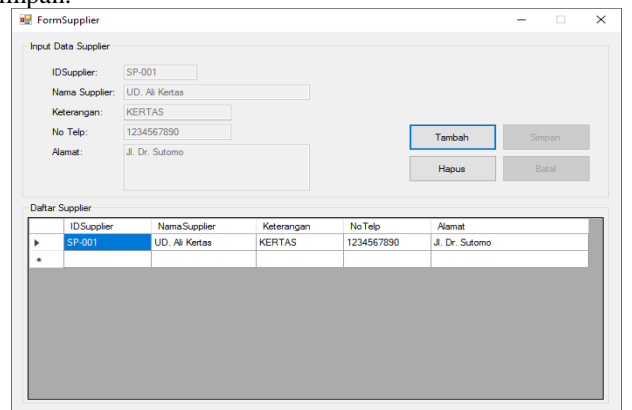 FormSupplier
Input Data Supplier
IDSupplier: SP-001
Nama Supplier: UD. Ali Kertas
Keterangan: KERTAS
No Telp: 1234567890
Tambah Simpan
Alamat: Jl. Dr. Sutomo
Hapus Batal
Daftar Supplier
IDSupplier NamaSupplier Keterangan NoTelp Alamat
SP-001 UD. Ali Kertas KERTAS 1234567890 Jl. Dr. Sutomo